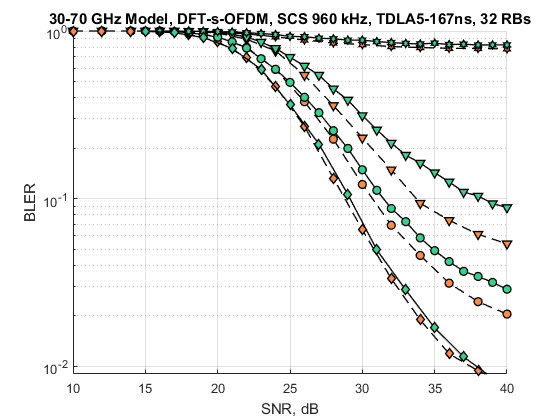 30-70 GHz Model, DFT-s-OFDM, SCS 960 kHz, TDLA5-167ns, 32 RBs
10^0
10^-1
10^-2
BLER
10 15 20 25 30 35 40
SNR, dB